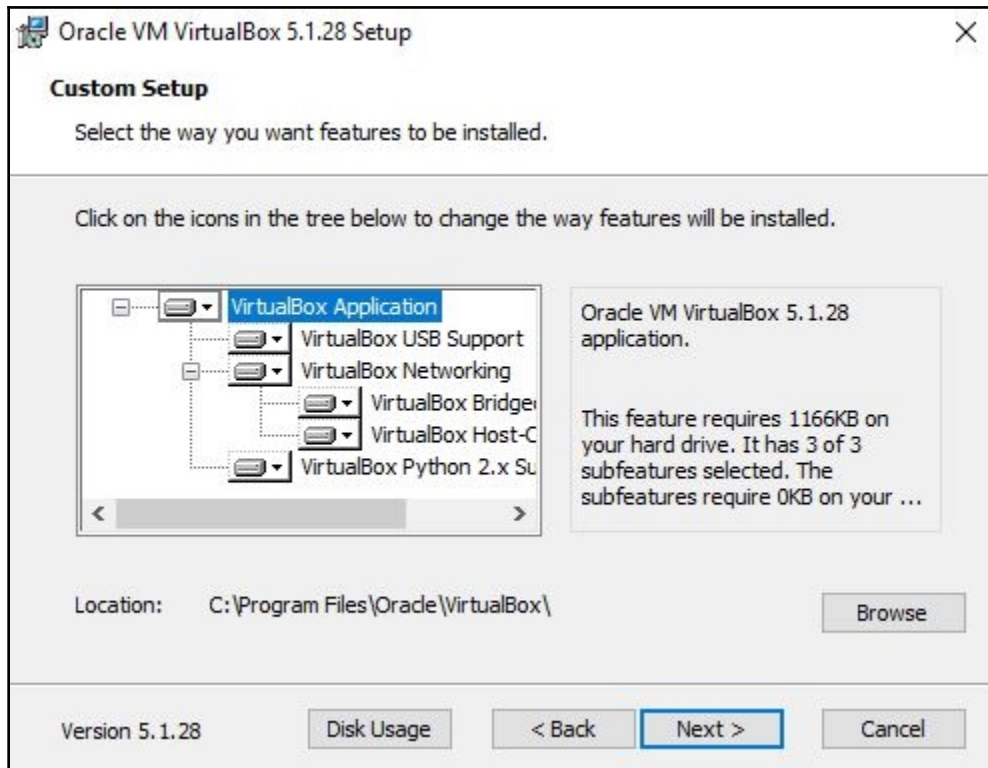 Oracle VM VirtualBox 5.1.28 Setup
Custom Setup
Select the way you want features to be installed.
Click on the icons in the tree below to change the way features will be installed.
VirtualBox Application
VirtualBox USB Support
VirtualBox Networking
VirtualBox Bridge
VirtualBox Host-C
VirtualBox Python 2.x Su
Oracle VM VirtualBox 5.1.28
application.
This feature requires 1166KB on
your hard drive. It has 3 of 3
subfeatures selected. The
subfeatures require 0KB on your ...
Location: C:\Program Files\Oracle\VirtualBox\
Browse
Version 5.1.28 Disk Usage < Back Next > Cancel